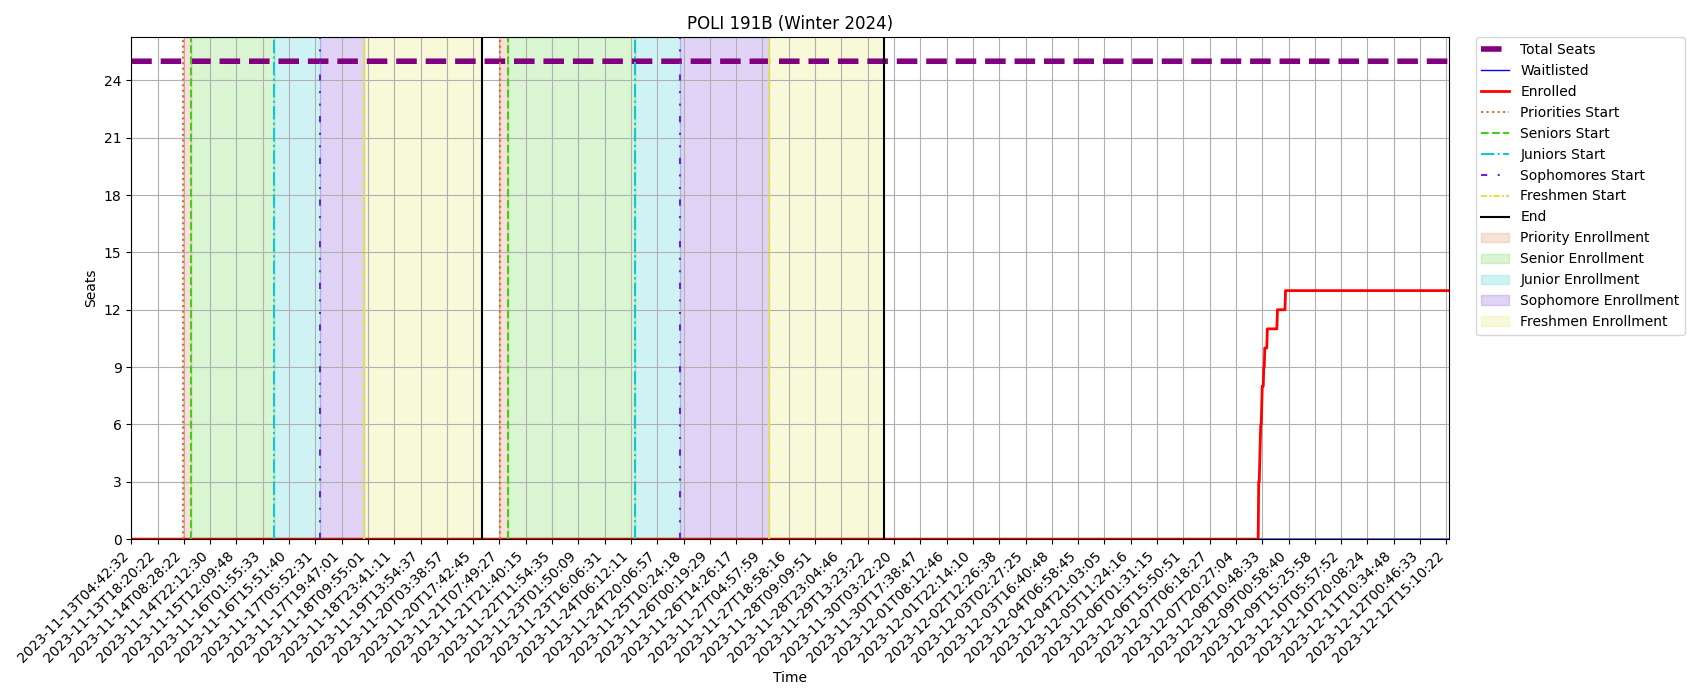 POLI 191B (Winter 2024)
Seats
24
21
18
15
12
9
6
3
0
2023-11-13T04:42:32
2023-11-13T18:20:22
2023-11-14T08:28:22
2023-11-14T22:12:30
2023-11-15T12:09:48
2023-11-16T01:55:33
2023-11-16T15:51:40
2023-11-17T05:52:31
2023-11-17T19:47:01
2023-11-18T09:55:01
2023-11-18T23:41:11
2023-11-19T13:54:37
2023-11-20T03:38:57
2023-11-20T17:42:45
2023-11-21T07:49:27
2023-11-21T21:40:15
2023-11-22T11:54:35
2023-11-23T01:50:09
2023-11-23T16:06:31
2023-11-24T06:12:11
2023-11-24T20:06:57
2023-11-25T10:24:18
2023-11-26T00:19:29
2023-11-26T14:26:17
2023-11-27T04:57:59
2023-11-27T18:58:16
2023-11-28T09:09:51
2023-11-28T23:04:46
2023-11-29T13:23:22
2023-11-30T03:22:20
2023-11-30T17:38:47
2023-12-01T08:12:46
2023-12-01T22:14:10
2023-12-02T12:26:38
2023-12-03T02:27:25
2023-12-03T16:40:48
2023-12-04T06:58:45
2023-12-04T21:03:05
2023-12-05T11:24:16
2023-12-06T01:31:15
2023-12-06T15:50:51
2023-12-07T06:18:27
2023-12-07T20:27:04
2023-12-08T10:48:33
2023-12-09T00:58:40
2023-12-09T15:25:58
2023-12-10T05:57:52
2023-12-10T20:08:24
2023-12-11T10:34:48
2023-12-12T00:46:33
2023-12-12T15:10:22
Time
Total Seats
Waitlisted
Enrolled
Priorities Start
Seniors Start
Juniors Start
Sophomores Start
Freshmen Start
End
Priority Enrollment
Senior Enrollment
Junior Enrollment
Sophomore Enrollment
Freshmen Enrollment